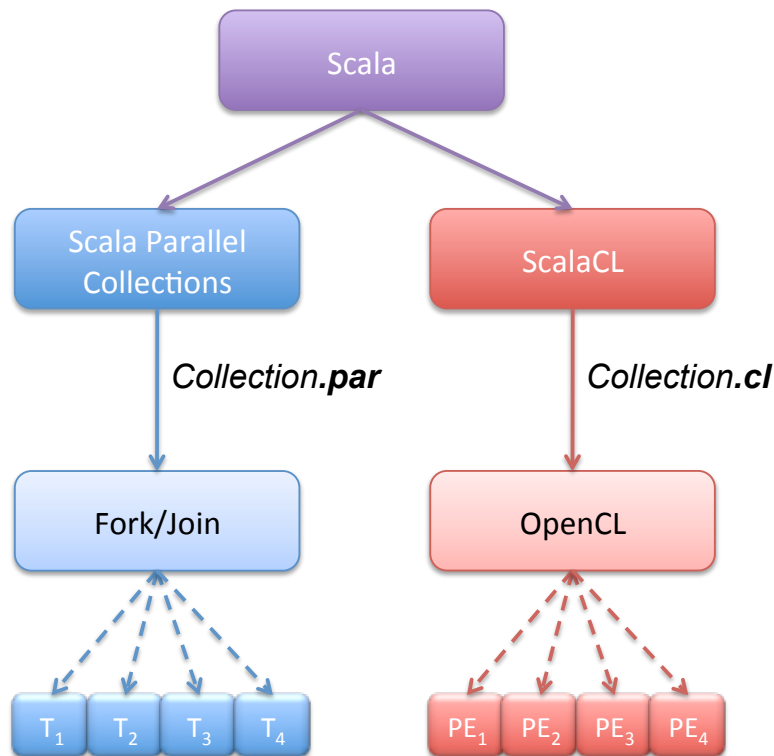 Scala
Scala Parallel
Collections
ScalaCL
Collection.par
Collection.cl
Fork/Join
OpenCL
T₁ T₂ T₃ T₄
PE₁ PE₂ PE₃ PE₄